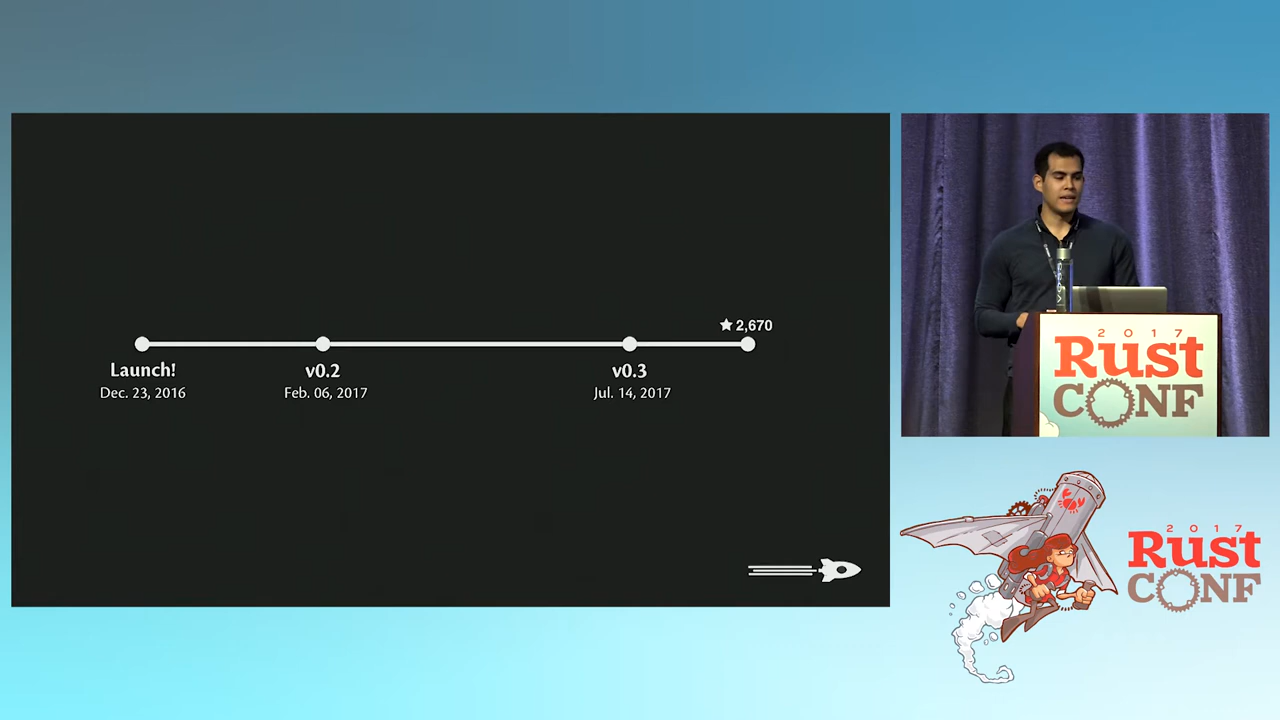 ★2,670
Launch!
Dec. 23, 2016
v0.2
Feb. 06, 2017
v0.3
Jul. 14, 2017
2017
Rust
CONF
2017
Rust
CONF